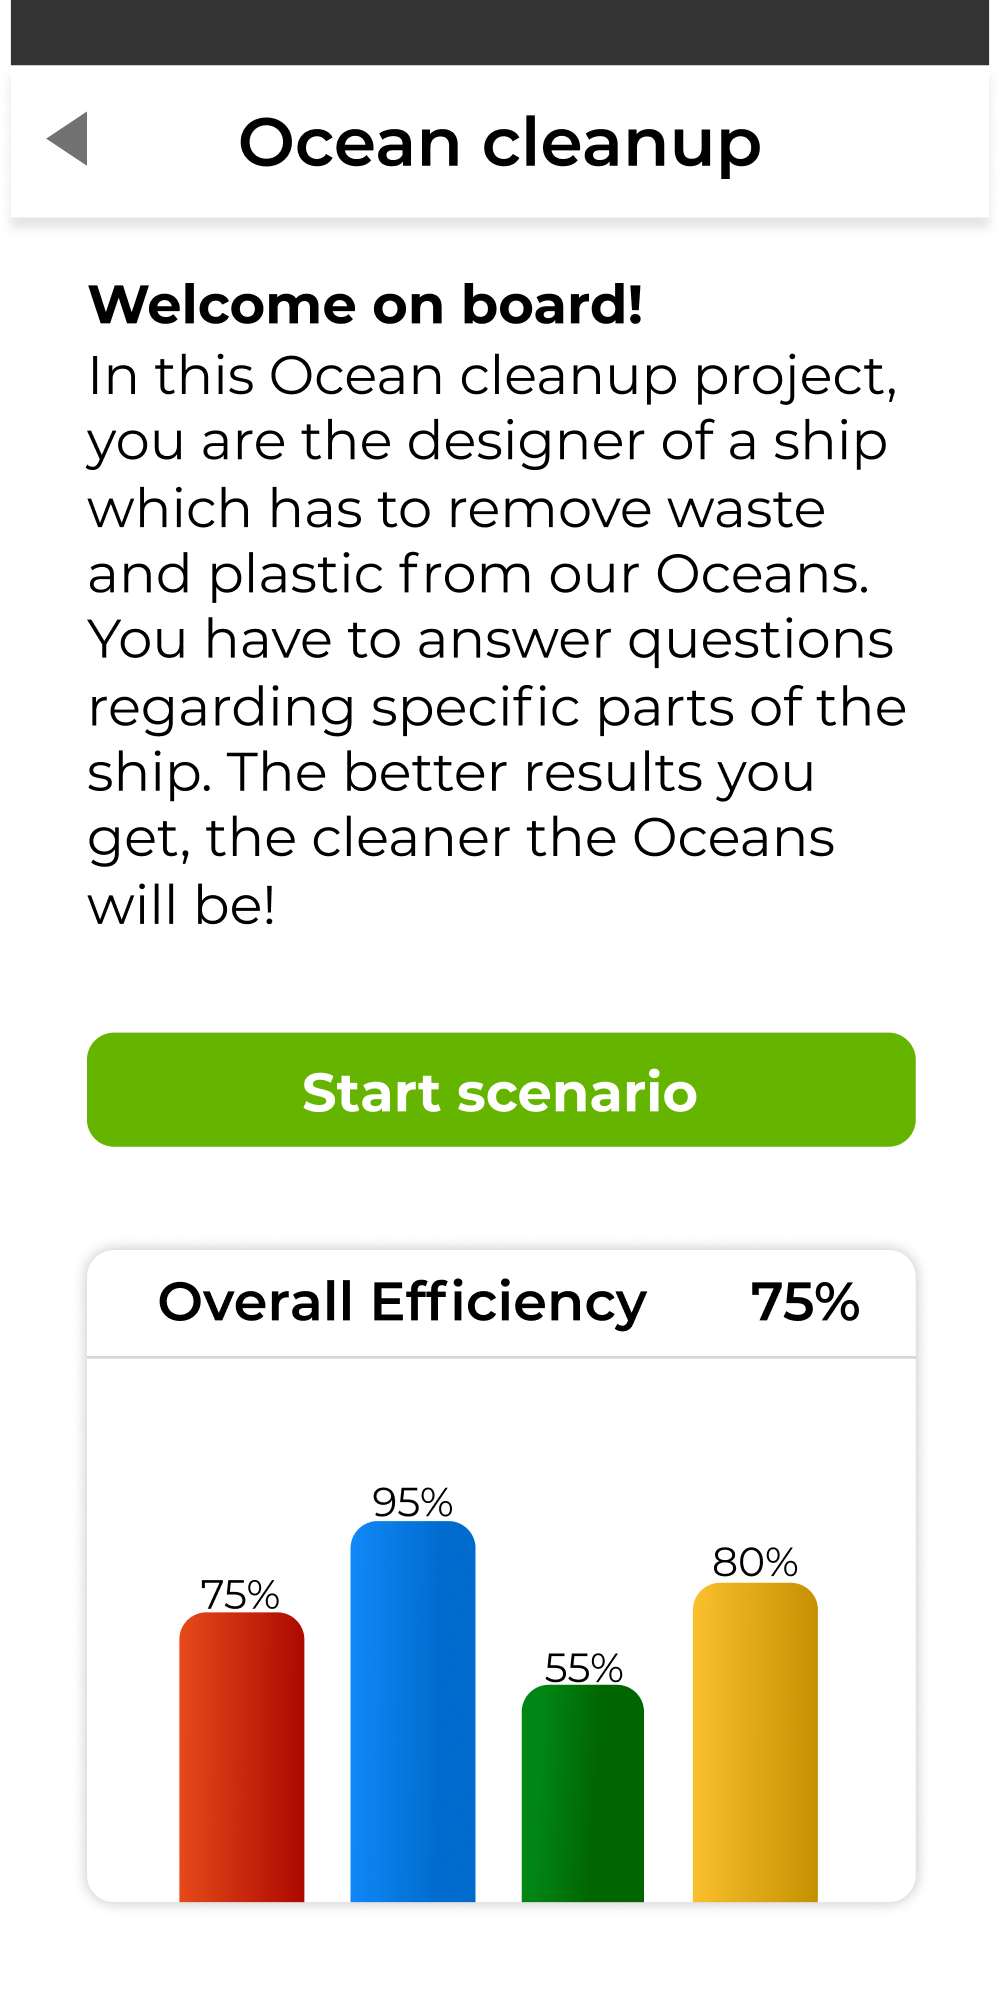 Ocean cleanup
Welcome on board!
In this Ocean cleanup project,
you are the designer of a ship
which has to remove waste
and plastic from our Oceans.
You have to answer questions
regarding specific parts of the
ship. The better results you
get, the cleaner the Oceans
will be!
Start scenario
Overall Efficiency 75%
75%
95%
55%
80%